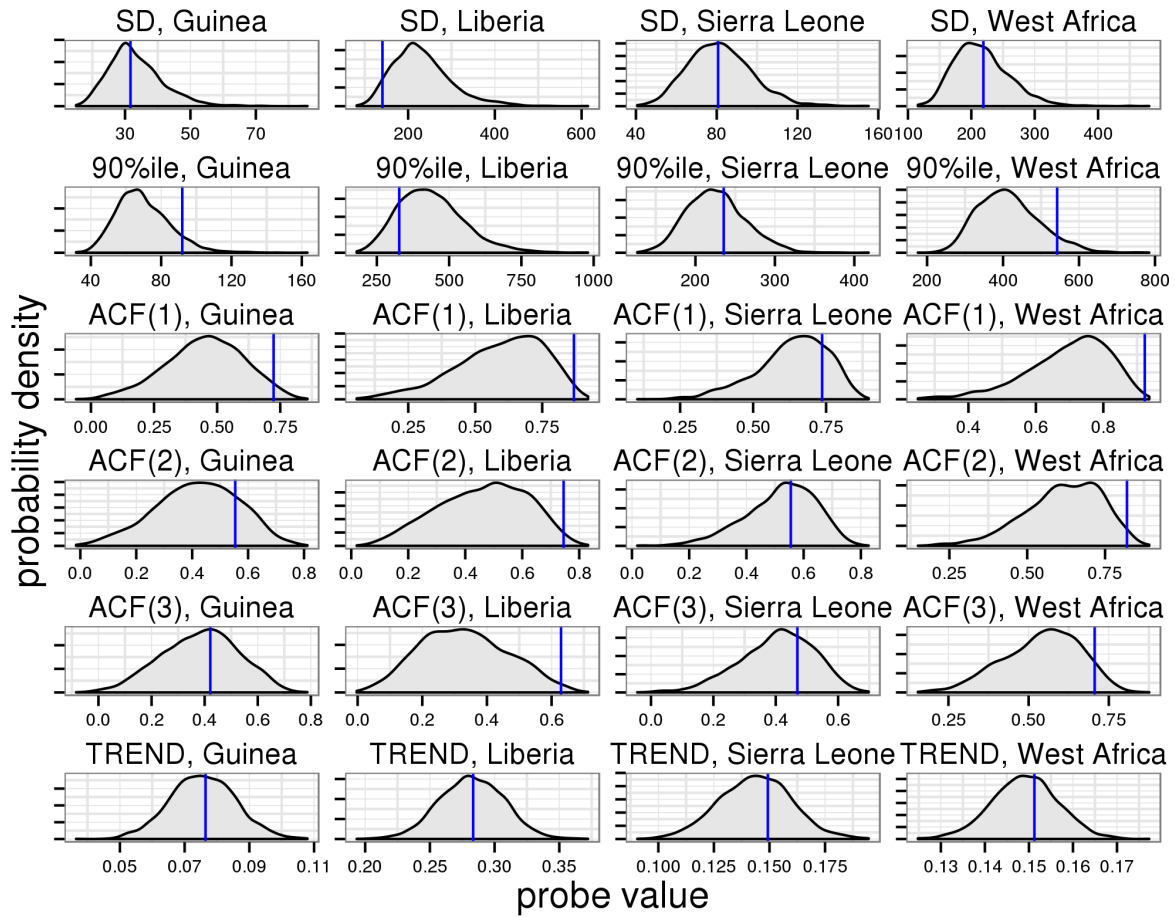 SD, Guinea SD, Liberia SD, Sierra Leone SD, West Africa
30 50 70 200 400 600 40 80 120 160 100 200 300 400
90%ile, Guinea 90%ile, Liberia 90%ile, Sierra Leone 90%ile, West Africa
40 80 120 160 250 500 750 1000 200 300 400 200 400 600 800
ACF(1), Guinea ACF(1), Liberia ACF(1), Sierra Leone ACF(1), West Africa
0.00 0.25 0.50 0.75 0.25 0.50 0.75 0.25 0.50 0.75 0.4 0.6 0.8
ACF(2), Guinea ACF(2), Liberia ACF(2), Sierra Leone ACF(2), West Africa
0.0 0.2 0.4 0.6 0.8 0.0 0.2 0.4 0.6 0.8 0.0 0.2 0.4 0.6 0.8 0.25 0.50 0.75
ACF(3), Guinea ACF(3), Liberia ACF(3), Sierra Leone ACF(3), West Africa
0.0 0.2 0.4 0.6 0.8 0.0 0.2 0.4 0.6 0.0 0.2 0.4 0.6 0.25 0.50 0.75
TREND, Guinea TREND, Liberia TREND, Sierra Leone TREND, West Africa
0.05 0.07 0.09 0.11 0.20 0.25 0.30 0.35 0.100 0.125 0.150 0.175 0.13 0.14 0.15 0.16 0.17
probability density
probe value